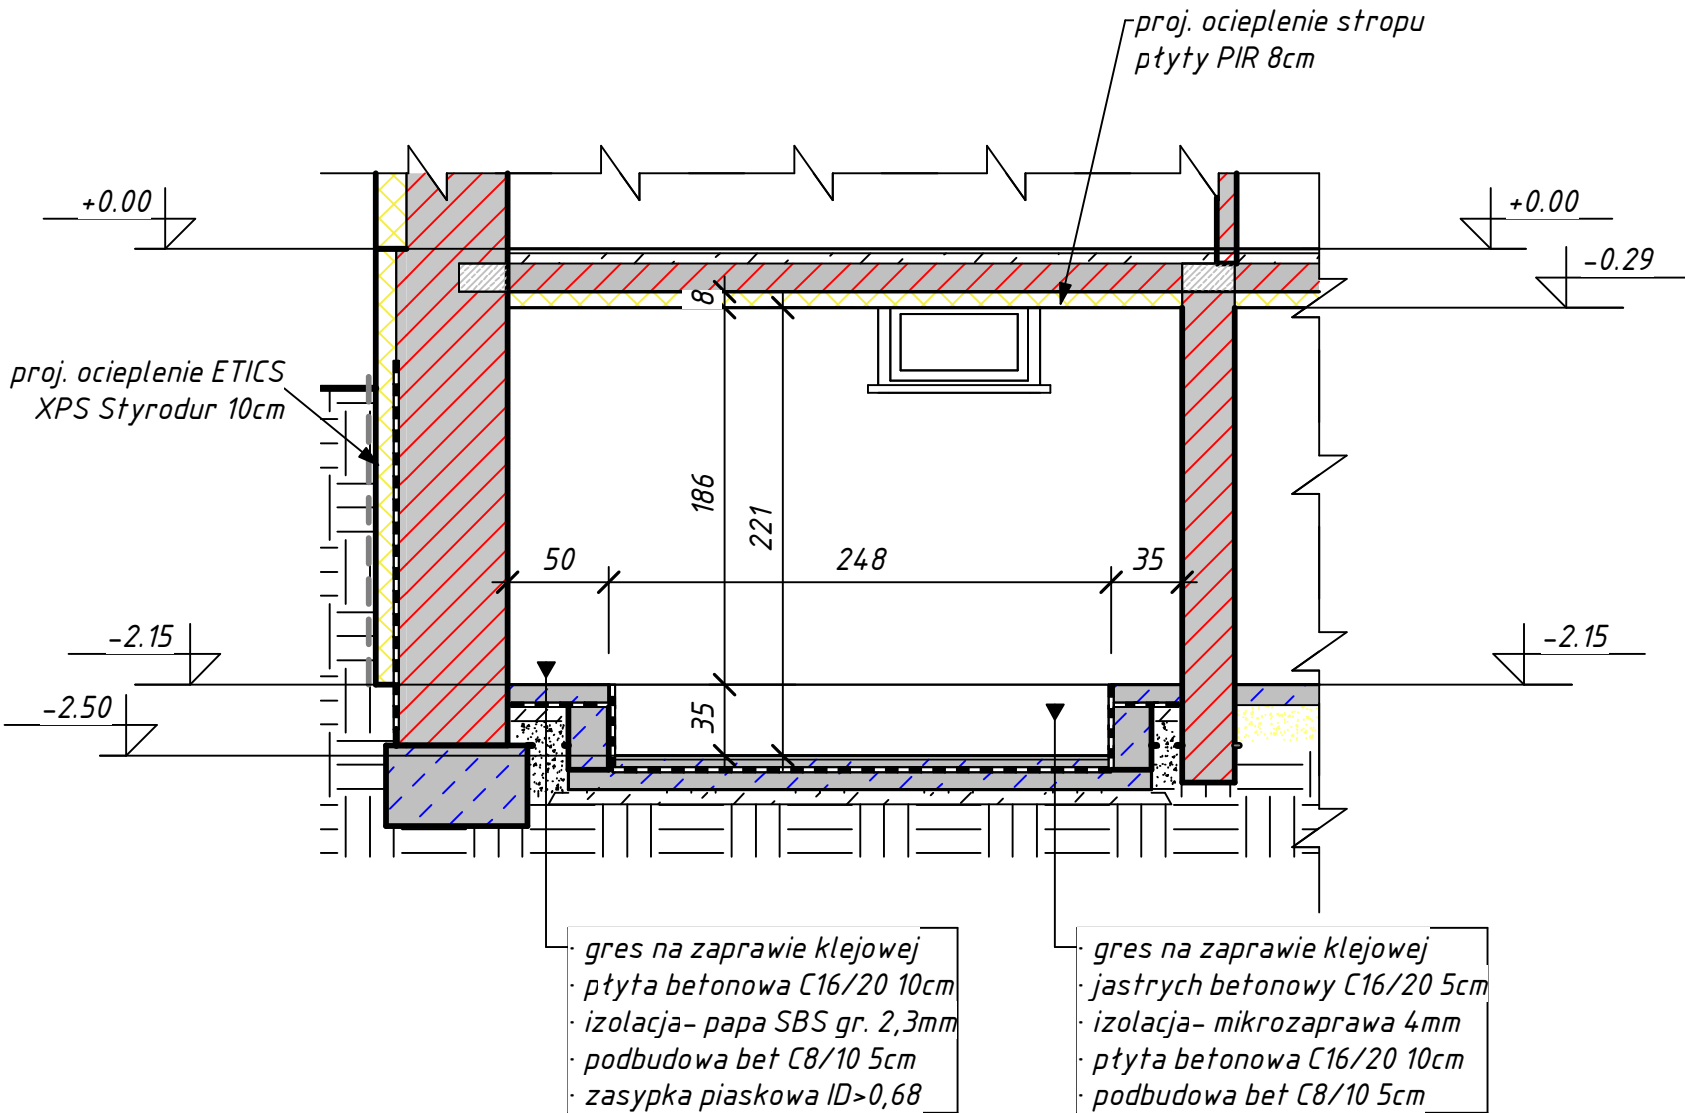 proj. ocieplenie stropu
płyty PIR 8cm
+0.00
+0.00
-0.29
8
proj. ocieplenie ETICS
XPS Styrodur 10cm
186
221
50
248
35
-2.15
-2.15
-2.50
35
· gres na zaprawie klejowej
· płyta betonowa C16/20 10cm
· izolacja- papa SBS gr. 2,3mm
· podbudowa bet C8/10 5cm
· zasypka piaskowa ID>0,68
· gres na zaprawie klejowej
· jastrych betonowy C16/20 5cm
· izolacja- mikrozaprawa 4mm
· płyta betonowa C16/20 10cm
· podbudowa bet C8/10 5cm